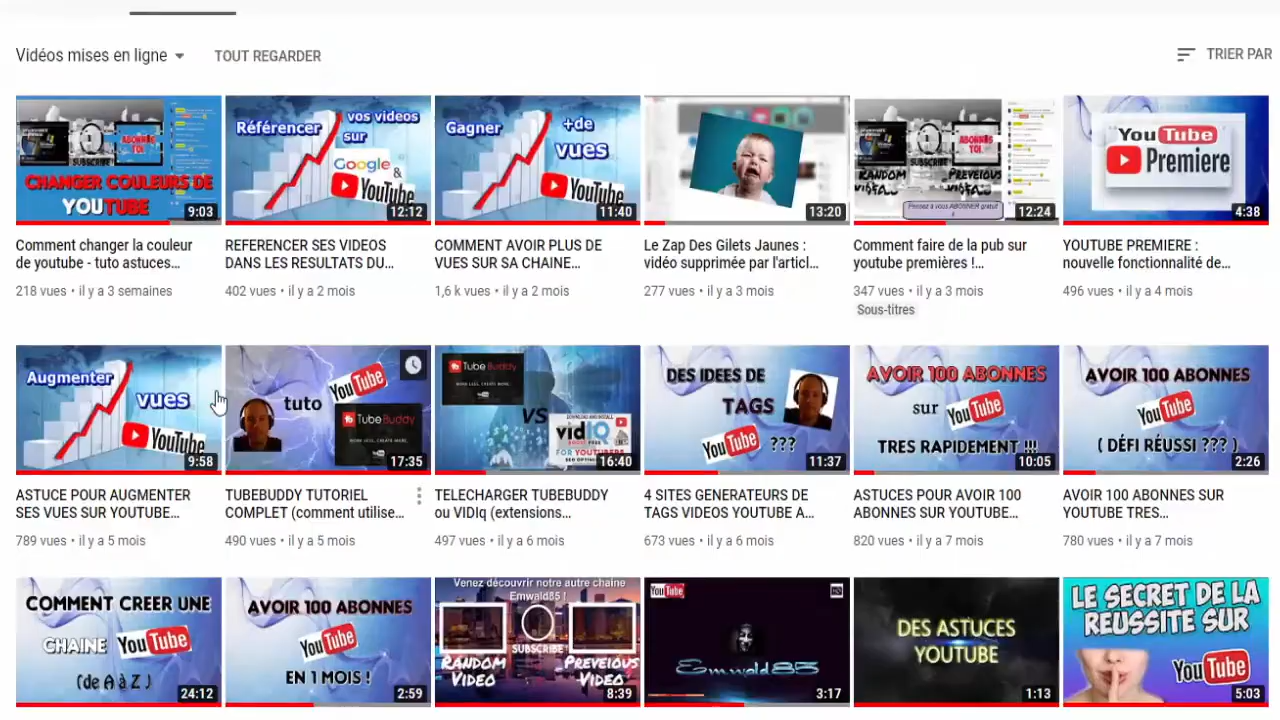 Vidéos mises en ligne
TOUT REGARDER
TRIER PAR
SUBSCRIBE
ABONNES TOI
CHANGER COULEURS DE
YOUTUBE
9:03
Référencer
vos videos
sur
Google
&
YouTube
12:12
Gagner
+de
vues
YouTube
11:40
13:20
SUBSCRIBE
ABONNES TOI
RANDOM
PREVEIOUS
12:24
YouTube
Premiere
4:38
Comment changer la couleur
de youtube - tuto astuces...
218 vues • il y a 3 semaines
REFERENCER SES VIDEOS
DANS LES RESULTATS DU...
402 vues • il y a 2 mois
COMMENT AVOIR PLUS DE
VUES SUR SA CHAINE...
1,6 k vues • il y a 2 mois
Le Zap Des Gilets Jaunes :
vidéo supprimée par l'articl...
277 vues • il y a 3 mois
Comment faire de la pub sur
youtube premières !...
347 vues • il y a 3 mois
Sous-titres
YOUTUBE PREMIERE :
nouvelle fonctionnalité de...
496 vues • il y a 4 mois
Augmenter
vues
YouTube
9:58
tuto
YouTube
TubeBuddy
17:35
TubeBuddy
VS
vidIQ
FOR YOUTUBERS
16:40
DES IDEES DE
TAGS
YouTube ???
11:37
AVOIR 100 ABONNES
sur YouTube
TRES RAPIDEMENT !!!
10:05
AVOIR 100 ABONNES
YouTube
( DÉFI RÉUSSI ??? )
2:26
ASTUCE POUR AUGMENTER
SES VUES SUR YOUTUBE...
789 vues • il y a 5 mois
TUBEBUDDY TUTORIEL
COMPLET (comment utilise...
490 vues • il y a 5 mois
TELECHARGER TUBEBUDDY
ou VIDIq (extensions...
497 vues • il y a 6 mois
4 SITES GENERATEURS DE
TAGS VIDEOS YOUTUBE A...
673 vues • il y a 6 mois
ASTUCES POUR AVOIR 100
ABONNES SUR YOUTUBE...
820 vues • il y a 7 mois
AVOIR 100 ABONNES SUR
YOUTUBE TRES...
780 vues • il y a 7 mois
COMMENT CREER UNE
CHAINE YouTube
(de A à Z )
24:12
AVOIR 100 ABONNES
YouTube
EN 1 MOIS !
2:59
Venez découvrir notre autre chaine
Emwald85 !
SUBSCRIBE
RANDOM
VIDEO
PREVEIOUS
VIDEO
8:39
YouTube
HD
Emwald85
3:17
DES ASTUCES
YOUTUBE
1:13
LE SECRET DE LA
REUSSITE SUR
YouTube
5:03